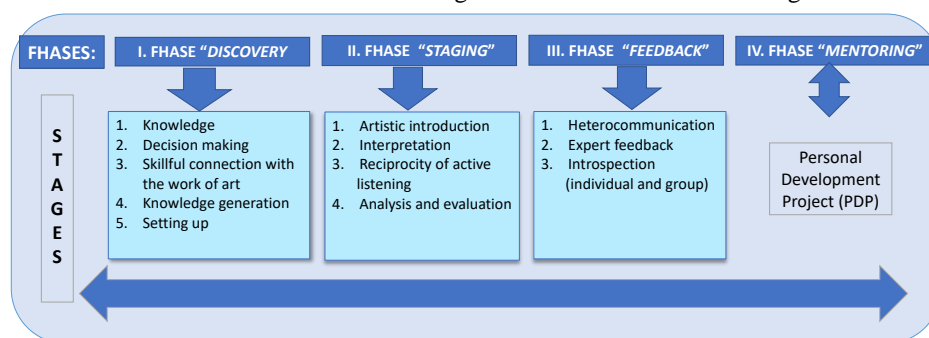 FHASES:
I. FHASE "DISCOVERY
II. FHASE "STAGING"
III. FHASE "FEEDBACK"
IV. FHASE "MENTORING"
STAGES
1. Knowledge
2. Decision making
3. Skillful connection with
the work of art
4. Knowledge generation
5. Setting up
1. Artistic introduction
2. Interpretation
3. Reciprocity of active
listening
4. Analysis and evaluation
1. Heterocommunication
2. Expert feedback
3. Introspection
(individual and group)
Personal
Development
Project (PDP)